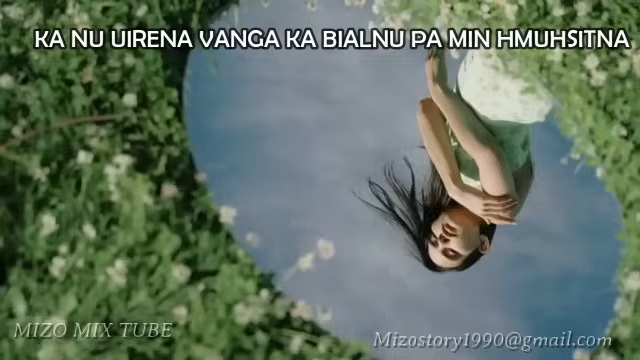 KA NU UIRENA VANGA KA BIALNU PA MIN HMUHSITNA
MIZO MIX TUBE
Mizostory1990@gmail.com